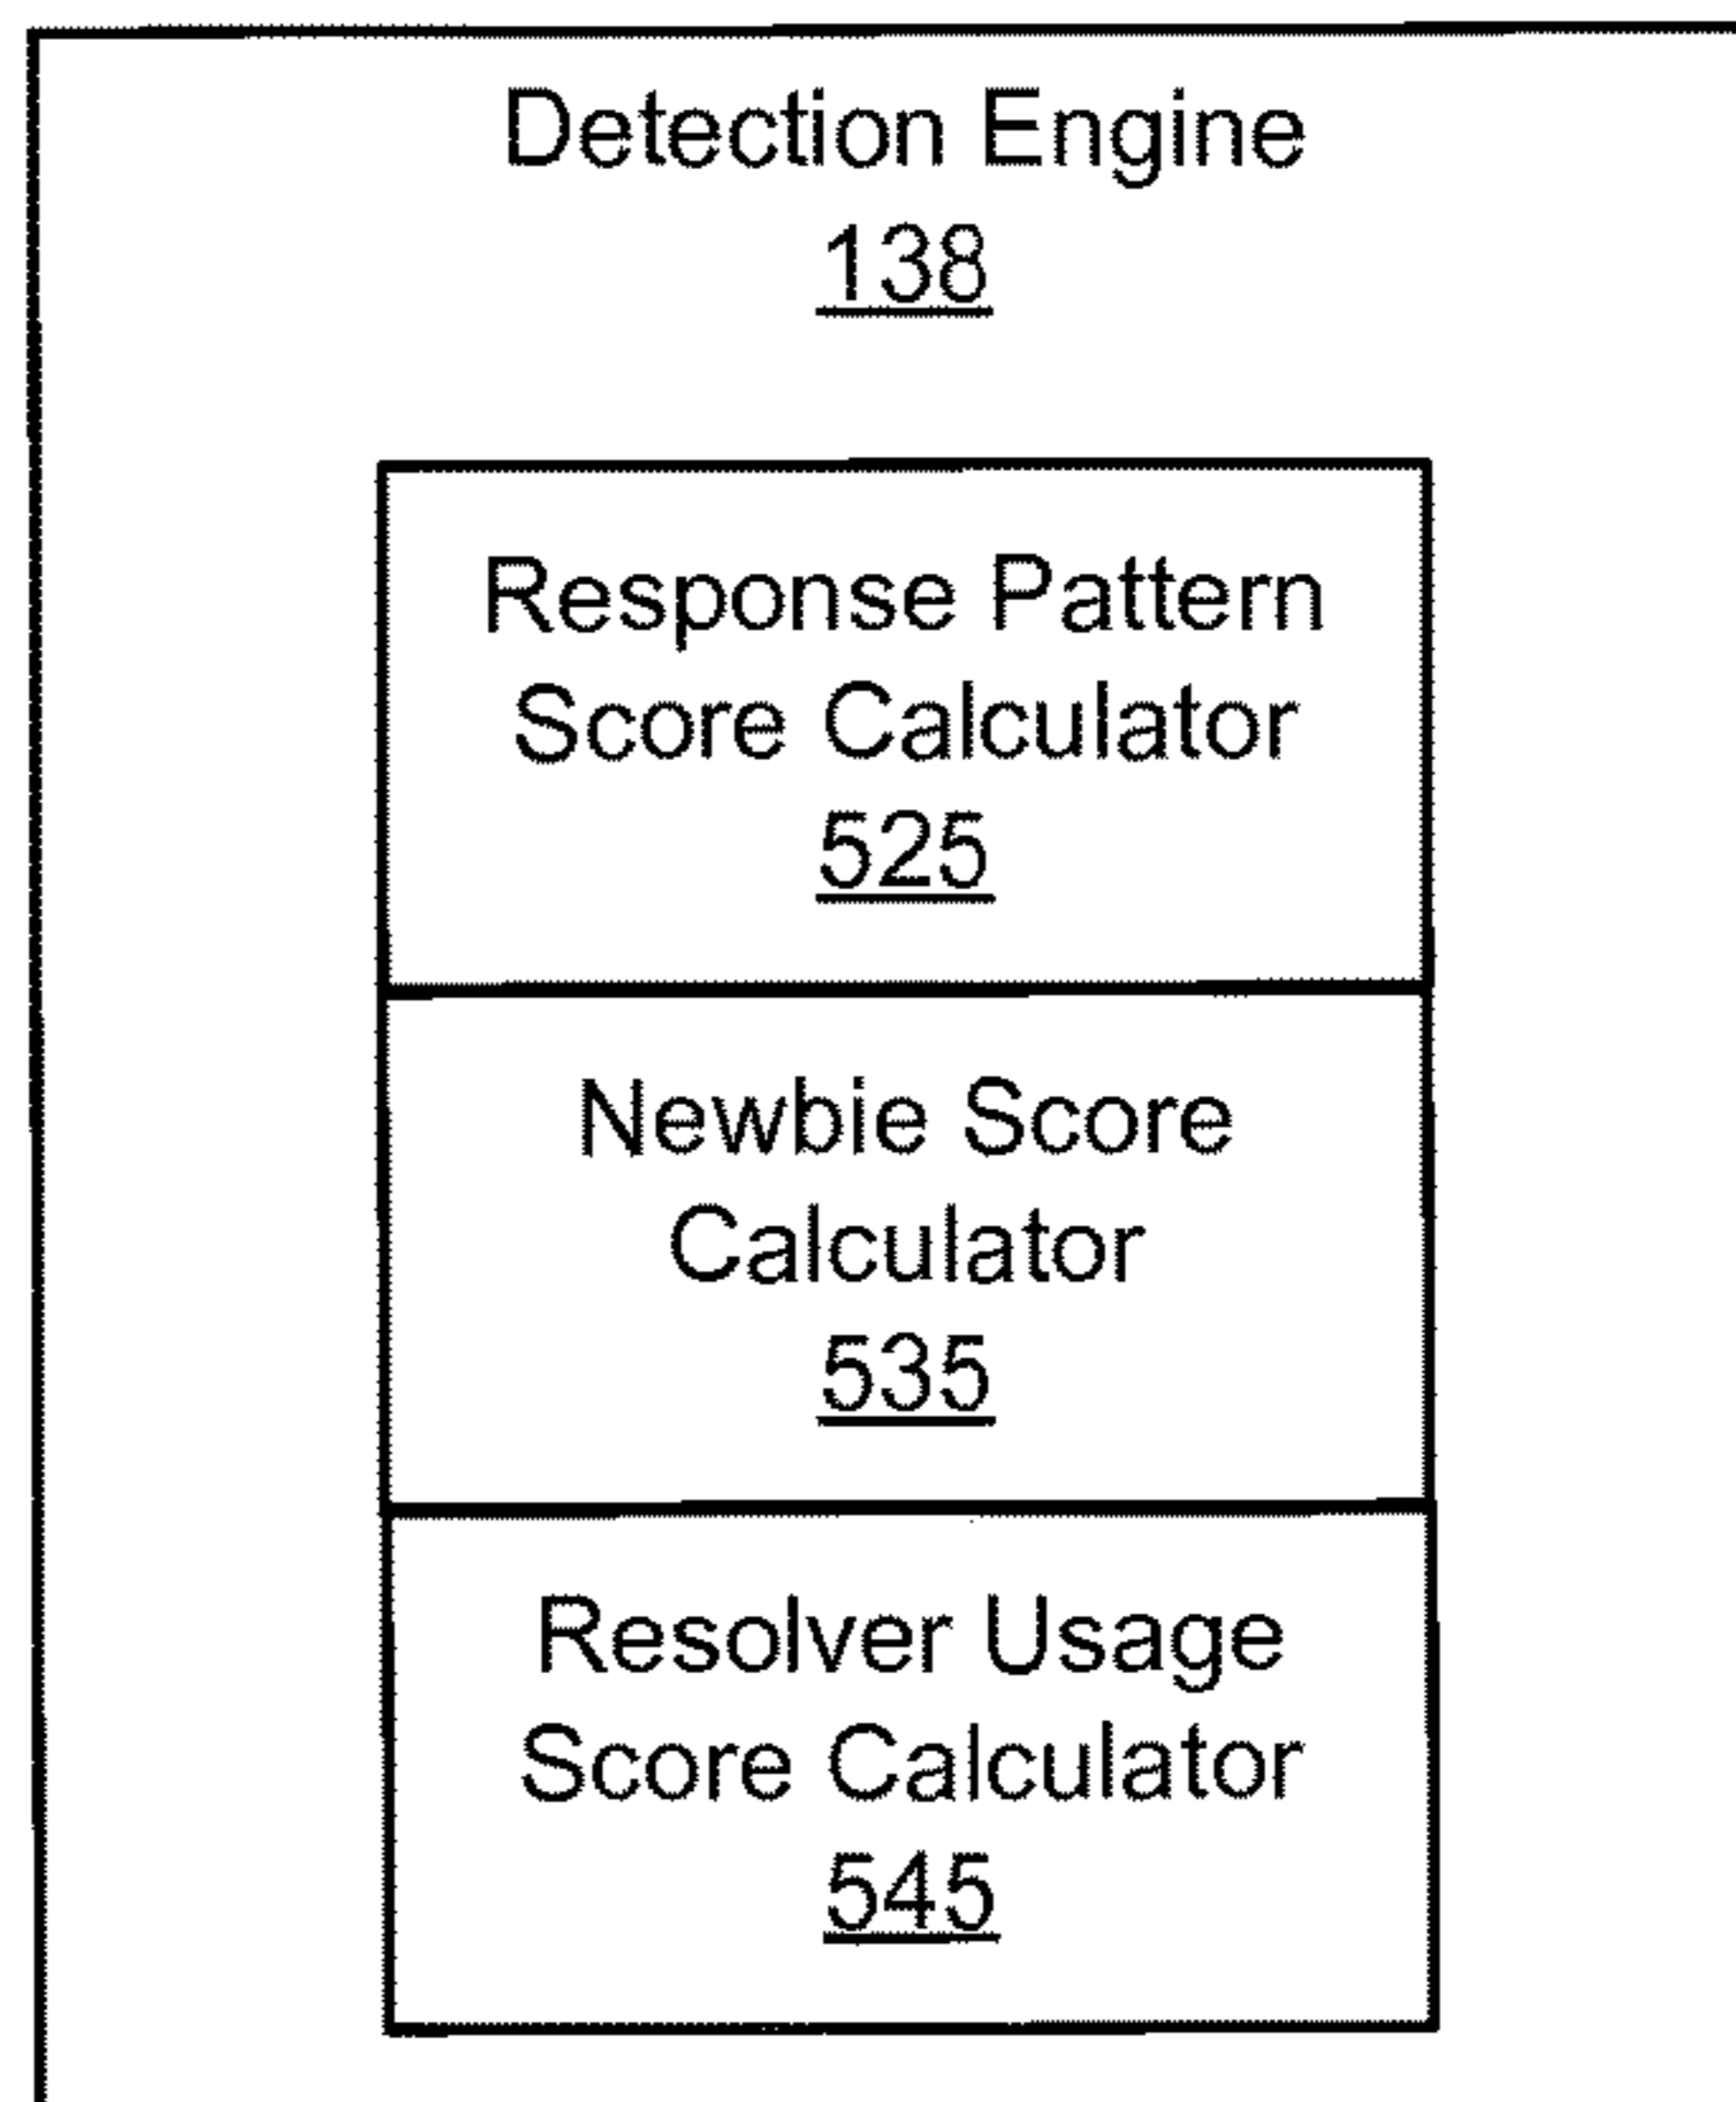 Detection Engine
138
Response Pattern
Score Calculator
525
Newbie Score
Calculator
535
Resolver Usage
Score Calculator
545